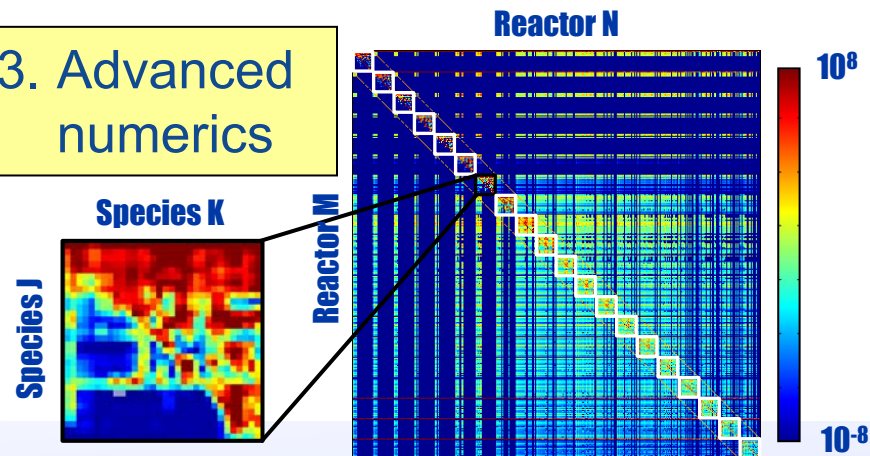 3. Advanced
numerics
Reactor N
10⁸
Species K
Reactor M
Species J
10⁻⁸